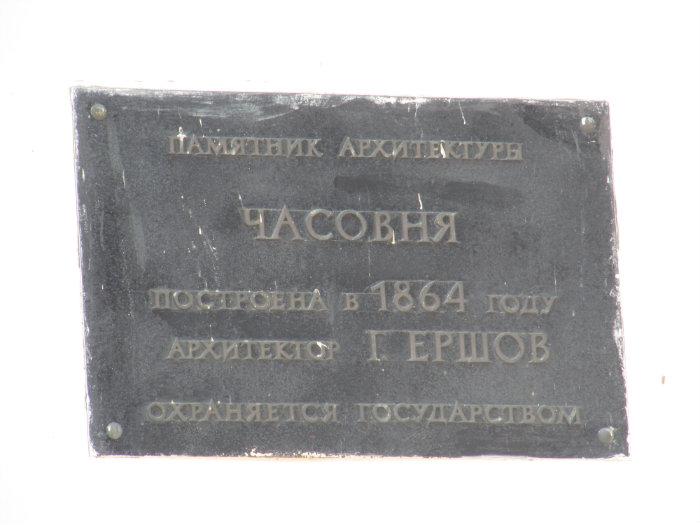 ПАМЯТНИК АРХИТЕКТУРЫ
ЧАСОВНЯ
ПОСТРОЕНА В 1864 ГОДУ
АРХИТЕКТОР Г. ЕРШОВ
ОХРАНЯЕТСЯ ГОСУДАРСТВОМ